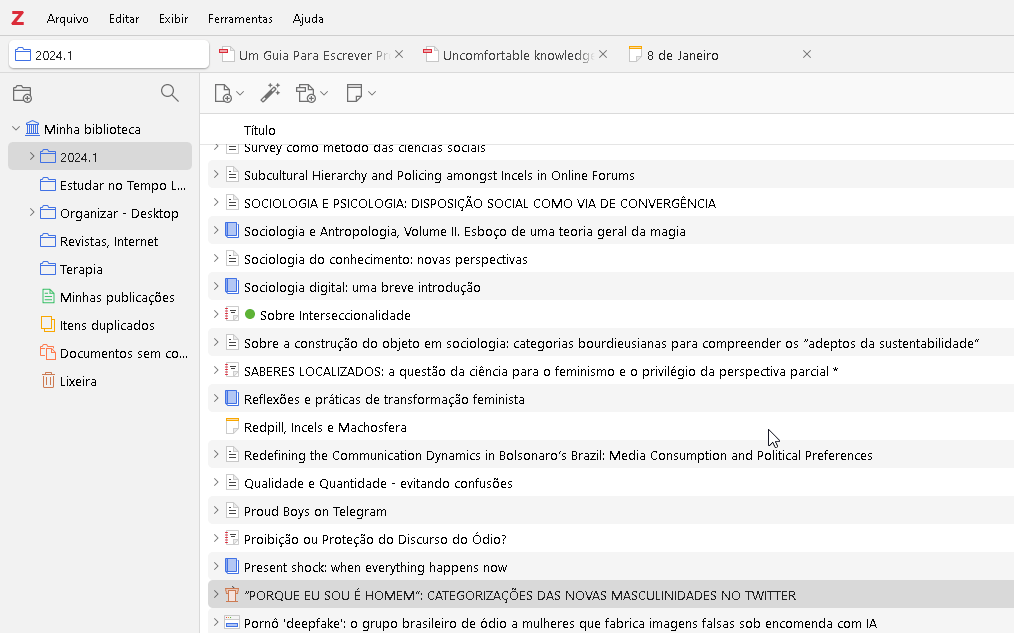 Z Arquivo Editar Exibir Ferramentas Ajuda
2024.1 Um Guia Para Escrever Pr Uncomfortable knowledge 8 de Janeiro
Título
Minha biblioteca
2024.1
Estudar no Tempo L...
Organizar - Desktop
Revistas, Internet
Terapia
Minhas publicações
Itens duplicados
Documentos sem co...
Lixeira
Survey como método das ciências sociais
Subcultural Hierarchy and Policing amongst Incels in Online Forums
SOCIOLOGIA E PSICOLOGIA: DISPOSIÇÃO SOCIAL COMO VIA DE CONVERGÊNCIA
Sociologia e Antropologia, Volume II. Esboço de uma teoria geral da magia
Sociologia do conhecimento: novas perspectivas
Sociologia digital: uma breve introdução
Sobre Interseccionalidade
Sobre a construção do objeto em sociologia: categorias bourdieusianas para compreender os “adeptos da sustentabilidade”
SABERES LOCALIZADOS: a questão da ciência para o feminismo e o privilégio da perspectiva parcial *
Reflexões e práticas de transformação feminista
Redpill, Incels e Machosfera
Redefining the Communication Dynamics in Bolsonaro’s Brazil: Media Consumption and Political Preferences
Qualidade e Quantidade - evitando confusões
Proud Boys on Telegram
Proibição ou Proteção do Discurso do Ódio?
Present shock: when everything happens now
“PORQUE EU SOU É HOMEM”: CATEGORIZAÇÕES DAS NOVAS MASCULINIDADES NO TWITTER
Pornô 'deepfake': o grupo brasileiro de ódio a mulheres que fabrica imagens falsas sob encomenda com IA